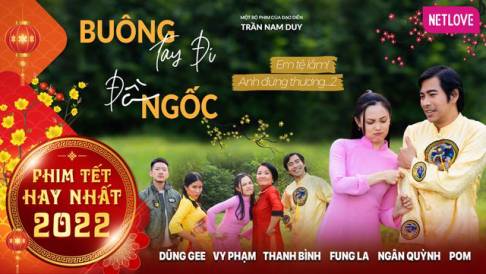 MỘT BỘ PHIM CỦA ĐẠO DIỄN
TRẦN NAM DUY
NETLOVE
BUÔNG
Tay Đi
Đồ NGỐC
Em tệ lắm!
Anh đừng thương...2
PHIM TẾT
HAY NHẤT
2022
DŨNG GEE VY PHẠM THANH BÌNH FUNG LA NGÂN QUỲNH POM